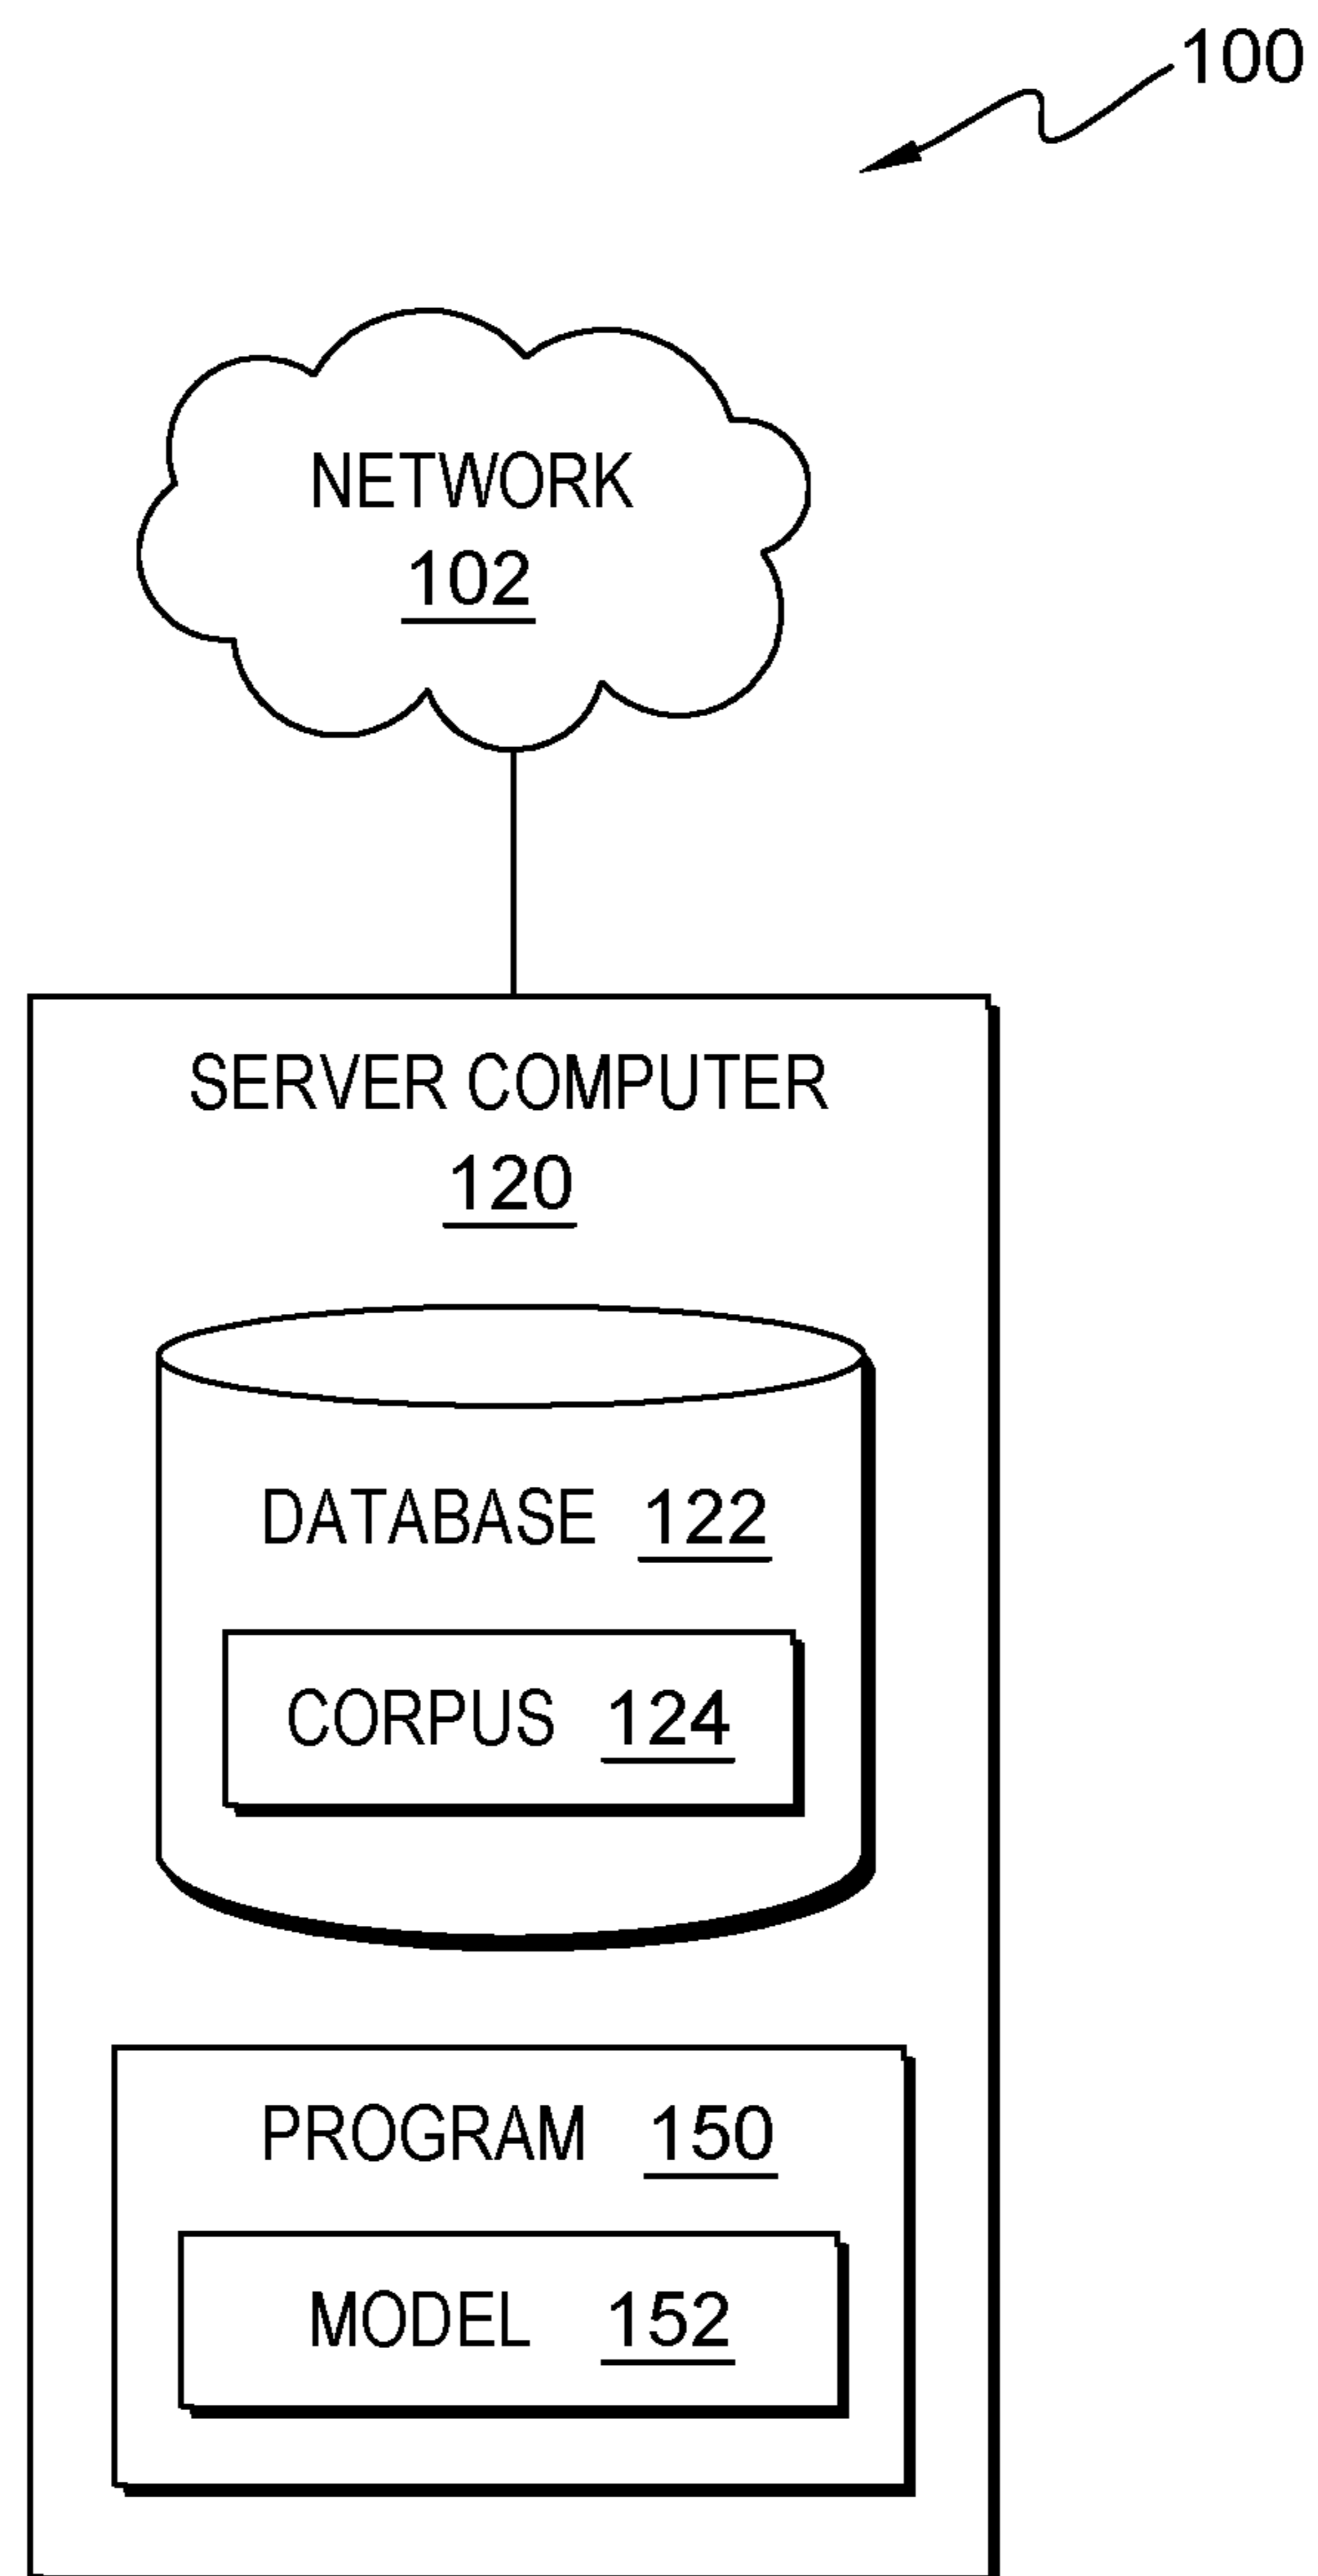 100
NETWORK
102
SERVER COMPUTER
120
DATABASE 122
CORPUS 124
PROGRAM 150
MODEL 152